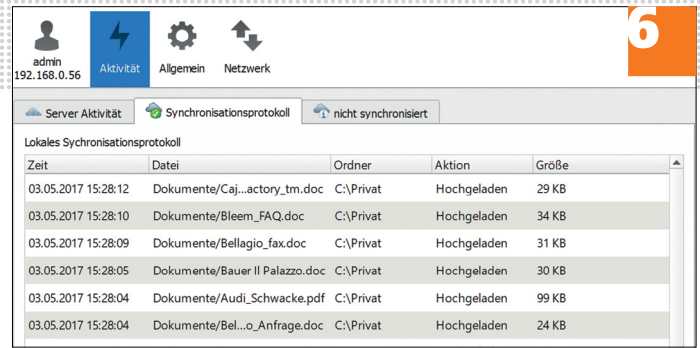 6
admin
192.168.0.56
Aktivität
Allgemein
Netzwerk
Server Aktivität
Synchronisationsprotokoll
nicht synchronisiert
Lokales Sychronisationsprotokoll
Zeit Datei Ordner Aktion Größe
03.05.2017 15:28:12 Dokumente/Caj...actory_tm.doc C:\Privat Hochgeladen 29 KB
03.05.2017 15:28:10 Dokumente/Bleem_FAQ.doc C:\Privat Hochgeladen 34 KB
03.05.2017 15:28:09 Dokumente/Bellagio_fax.doc C:\Privat Hochgeladen 31 KB
03.05.2017 15:28:05 Dokumente/Bauer Il Palazzo.doc C:\Privat Hochgeladen 30 KB
03.05.2017 15:28:04 Dokumente/Audi_Schwacke.pdf C:\Privat Hochgeladen 99 KB
03.05.2017 15:28:04 Dokumente/Bel...o_Anfrage.doc C:\Privat Hochgeladen 24 KB